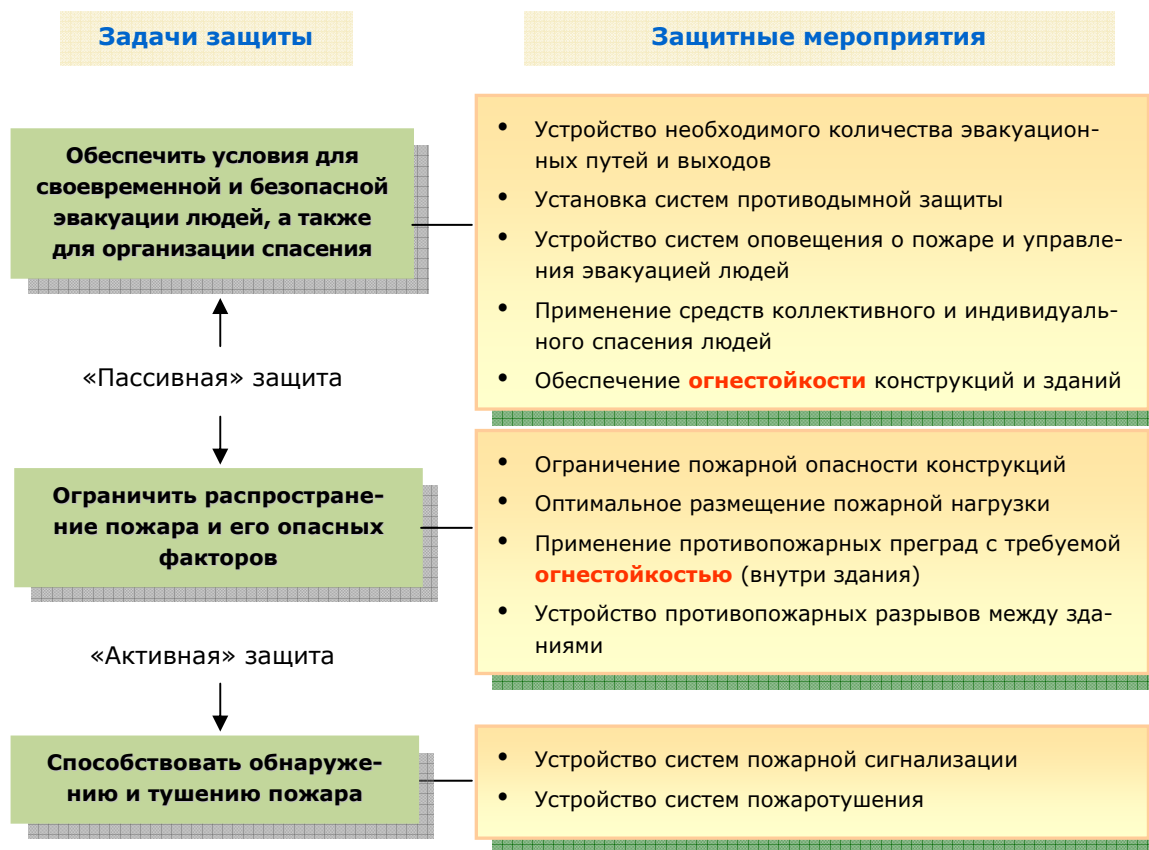 Задачи защиты
Защитные мероприятия
Обеспечить условия для
своевременной и безопасной
эвакуации людей, а также
для организации спасения
• Устройство необходимого количества эвакуацион-
ных путей и выходов
• Установка систем противодымной защиты
• Устройство систем оповещения о пожаре и управле-
ния эвакуацией людей
• Применение средств коллективного и индивидуаль-
ного спасения людей
• Обеспечение огнестойкости конструкций и зданий
«Пассивная» защита
Ограничить распростране-
ние пожара и его опасных
факторов
• Ограничение пожарной опасности конструкций
• Оптимальное размещение пожарной нагрузки
• Применение противопожарных преград с требуемой
огнестойкостью (внутри здания)
• Устройство противопожарных разрывов между зда-
ниями
«Активная» защита
Способствовать обнаруже-
нию и тушению пожара
• Устройство систем пожарной сигнализации
• Устройство систем пожаротушения